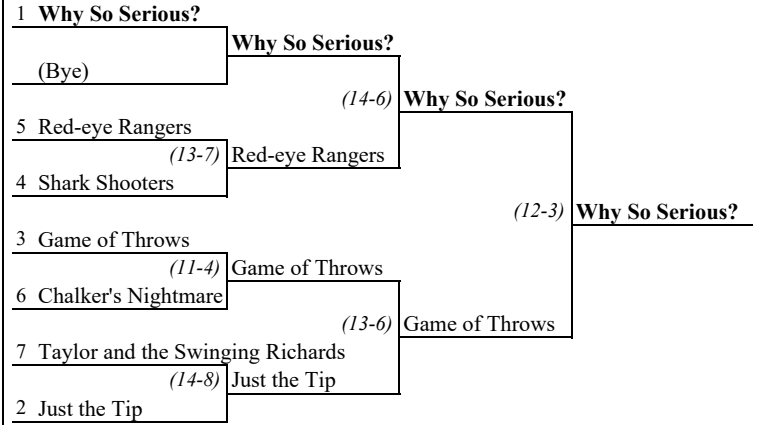 1 Why So Serious?
Why So Serious?
(Bye)
(14-6) Why So Serious?
5 Red-eye Rangers
(13-7) Red-eye Rangers
4 Shark Shooters
(12-3) Why So Serious?
3 Game of Throws
(11-4) Game of Throws
6 Chalker's Nightmare
(13-6) Game of Throws
7 Taylor and the Swinging Richards
(14-8) Just the Tip
2 Just the Tip